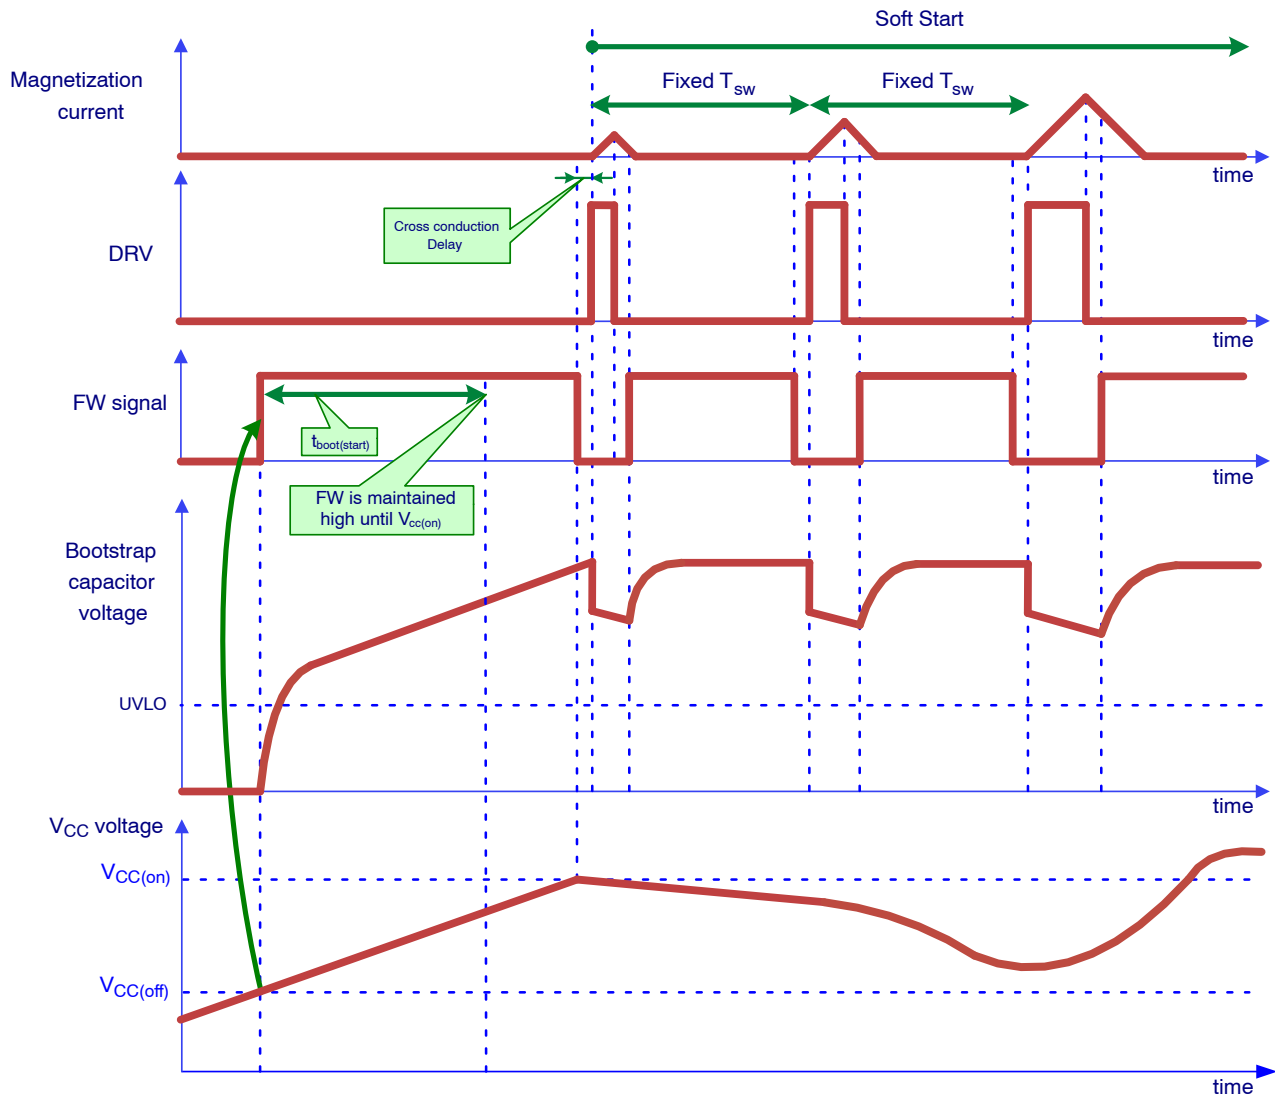 Soft Start
Magnetization
current
Fixed Tsw
Fixed Tsw
time
Cross conduction
Delay
DRV
time
FW signal
tboot(start)
time
FW is maintained
high until Vcc(on)
Bootstrap
capacitor
voltage
UVLO
time
VCC voltage
VCC(on)
VCC(off)
time